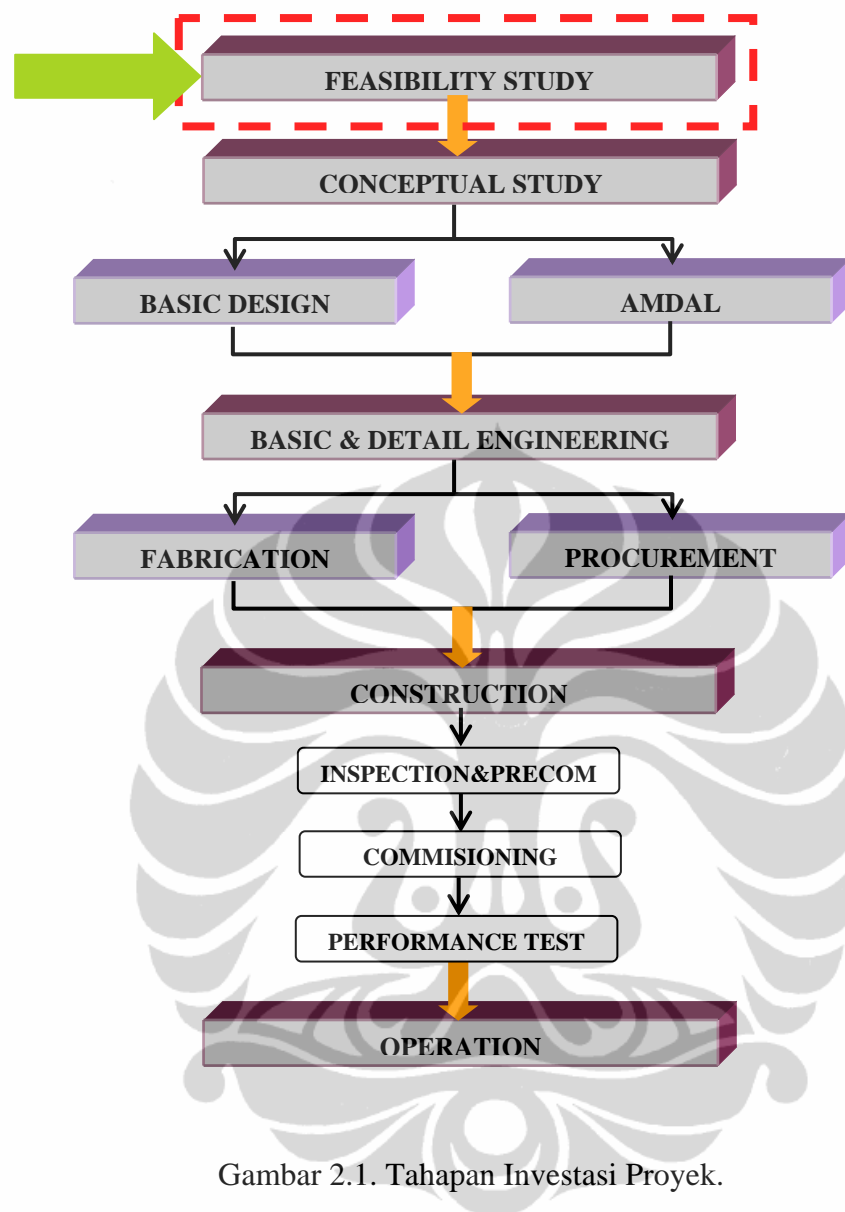 FEASIBILITY STUDY
CONCEPTUAL STUDY
BASIC DESIGN
AMDAL
BASIC & DETAIL ENGINEERING
FABRICATION
PROCUREMENT
CONSTRUCTION
INSPECTION&PRECOM
COMMISIONING
PERFORMANCE TEST
OPERATION
Gambar 2.1. Tahapan Investasi Proyek.